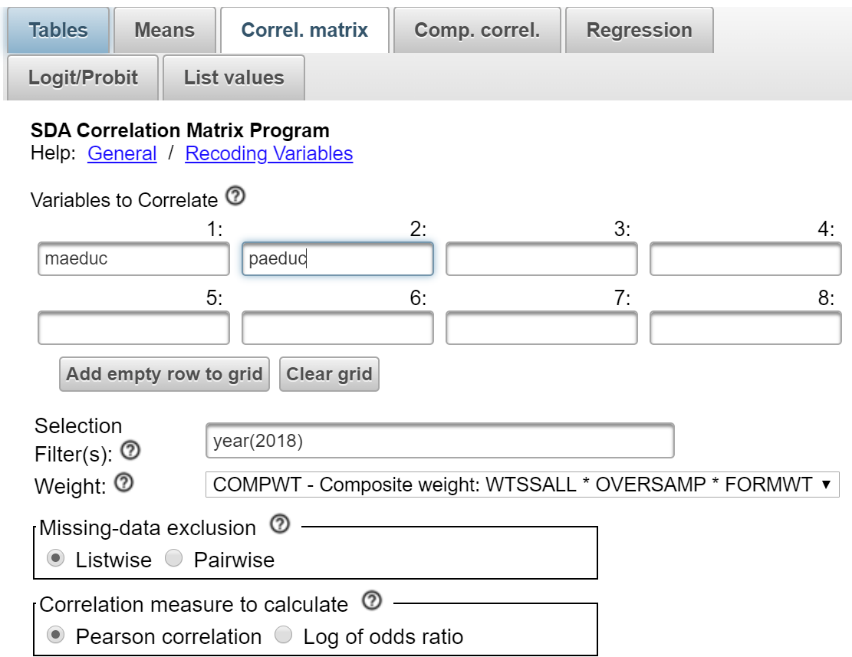 Tables Means Correl. matrix Comp. correl. Regression
Logit/Probit List values
SDA Correlation Matrix Program
Help: General / Recoding Variables
Variables to Correlate ?
1: 2: 3: 4:
maeduc paeduc
5: 6: 7: 8:
Add empty row to grid Clear grid
Selection
Filter(s): ? year(2018)
Weight: ? COMPWT - Composite weight: WTSSALL * OVERSAMP * FORMWT ▼
Missing-data exclusion ?
Listwise Pairwise
Correlation measure to calculate ?
Pearson correlation Log of odds ratio